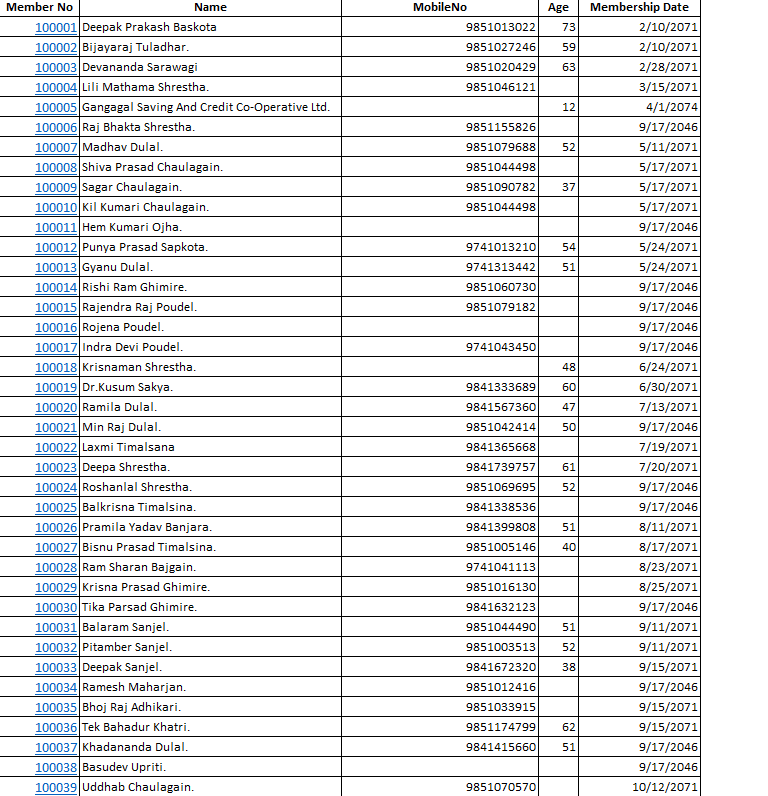 Member No Name MobileNo Age Membership Date
100001 Deepak Prakash Baskota 9851013022 73 2/10/2071
100002 Bijayaraj Tuladhar. 9851027246 59 2/10/2071
100003 Devananda Sarawagi 9851020429 63 2/28/2071
100004 Lili Mathama Shrestha. 9851046121 3/15/2071
100005 Gangagal Saving And Credit Co-Operative Ltd. 12 4/1/2074
100006 Raj Bhakta Shrestha. 9851155826 9/17/2046
100007 Madhav Dulal. 9851079688 52 5/11/2071
100008 Shiva Prasad Chaulagain. 9851044498 5/17/2071
100009 Sagar Chaulagain. 9851090782 37 5/17/2071
100010 Kil Kumari Chaulagain. 9851044498 5/17/2071
100011 Hem Kumari Ojha. 9/17/2046
100012 Punya Prasad Sapkota. 9741013210 54 5/24/2071
100013 Gyanu Dulal. 9741313442 51 5/24/2071
100014 Rishi Ram Ghimire. 9851060730 9/17/2046
100015 Rajendra Raj Poudel. 9851079182 9/17/2046
100016 Rojena Poudel. 9/17/2046
100017 Indra Devi Poudel. 9741043450 9/17/2046
100018 Krisnaman Shrestha. 48 6/24/2071
100019 Dr.Kusum Sakya. 9841333689 60 6/30/2071
100020 Ramila Dulal. 9841567360 47 7/13/2071
100021 Min Raj Dulal. 9851042414 50 9/17/2046
100022 Laxmi Timalsana 9841365668 7/19/2071
100023 Deepa Shrestha. 9841739757 61 7/20/2071
100024 Roshanlal Shrestha. 9851069695 52 9/17/2046
100025 Balkrisna Timalsina. 9841338536 9/17/2046
100026 Pramila Yadav Banjara. 9841399808 51 8/11/2071
100027 Bisnu Prasad Timalsina. 9851005146 40 8/17/2071
100028 Ram Sharan Bajgain. 9741041113 8/23/2071
100029 Krisna Prasad Ghimire. 9851016130 8/25/2071
100030 Tika Parsad Ghimire. 9841632123 9/17/2046
100031 Balaram Sanjel. 9851044490 51 9/11/2071
100032 Pitamber Sanjel. 9851003513 52 9/11/2071
100033 Deepak Sanjel. 9841672320 38 9/15/2071
100034 Ramesh Maharjan. 9851012416 9/17/2046
100035 Bhoj Raj Adhikari. 9851033915 9/15/2071
100036 Tek Bahadur Khatri. 9851174799 62 9/15/2071
100037 Khadananda Dulal. 9841415660 51 9/17/2046
100038 Basudev Upriti. 9/17/2046
100039 Uddhab Chaulagain. 9851070570 10/12/2071